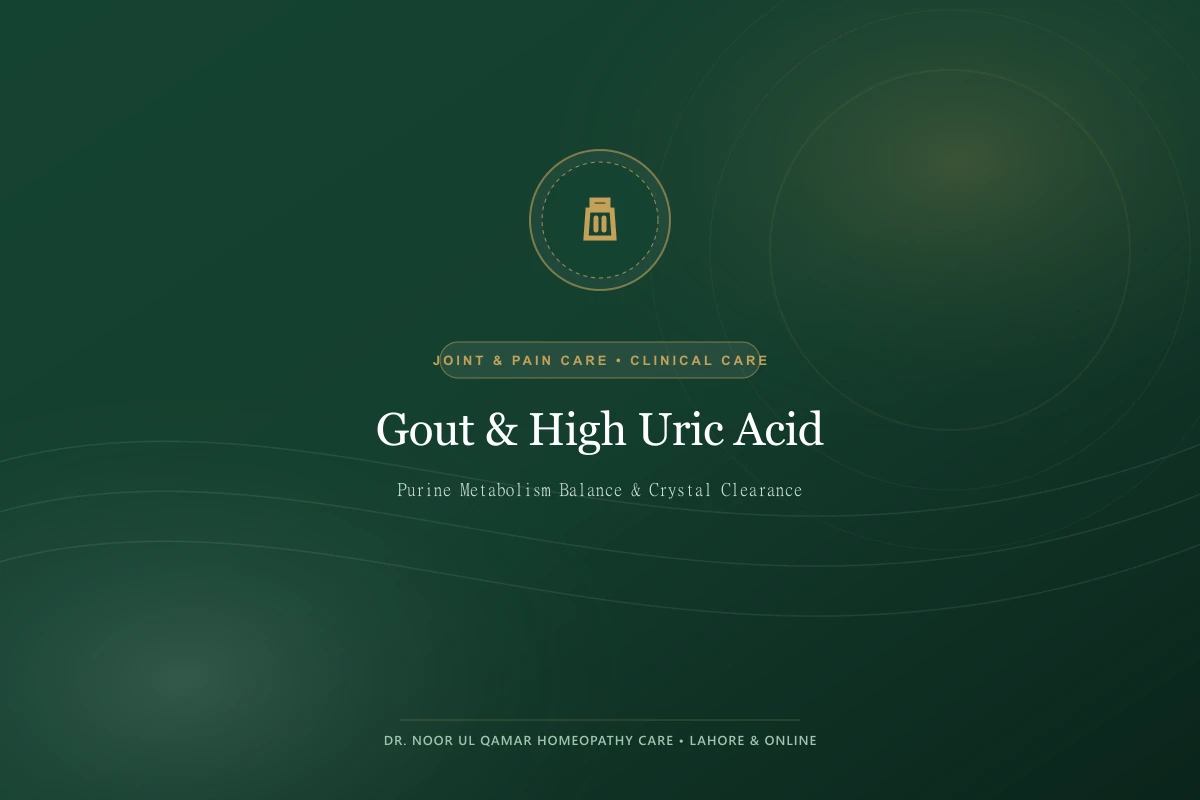 JOINT & PAIN CARE • CLINICAL CARE
Gout & High Uric Acid
Purine Metabolism Balance & Crystal Clearance
DR. NOOR UL QAMAR HOMEOPATHY CARE • LAHORE & ONLINE